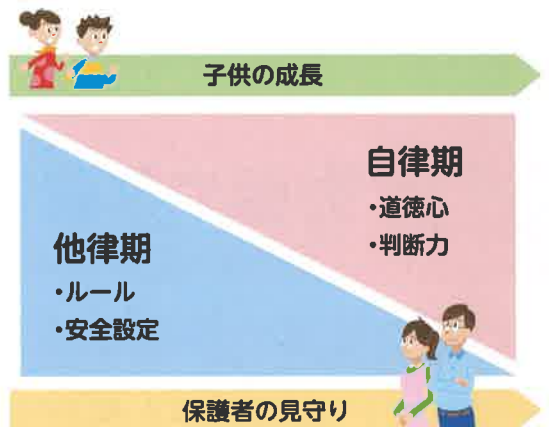 子供の成長
自律期
・道徳心
・判断力
他律期
・ルール
・安全設定
保護者の見守り